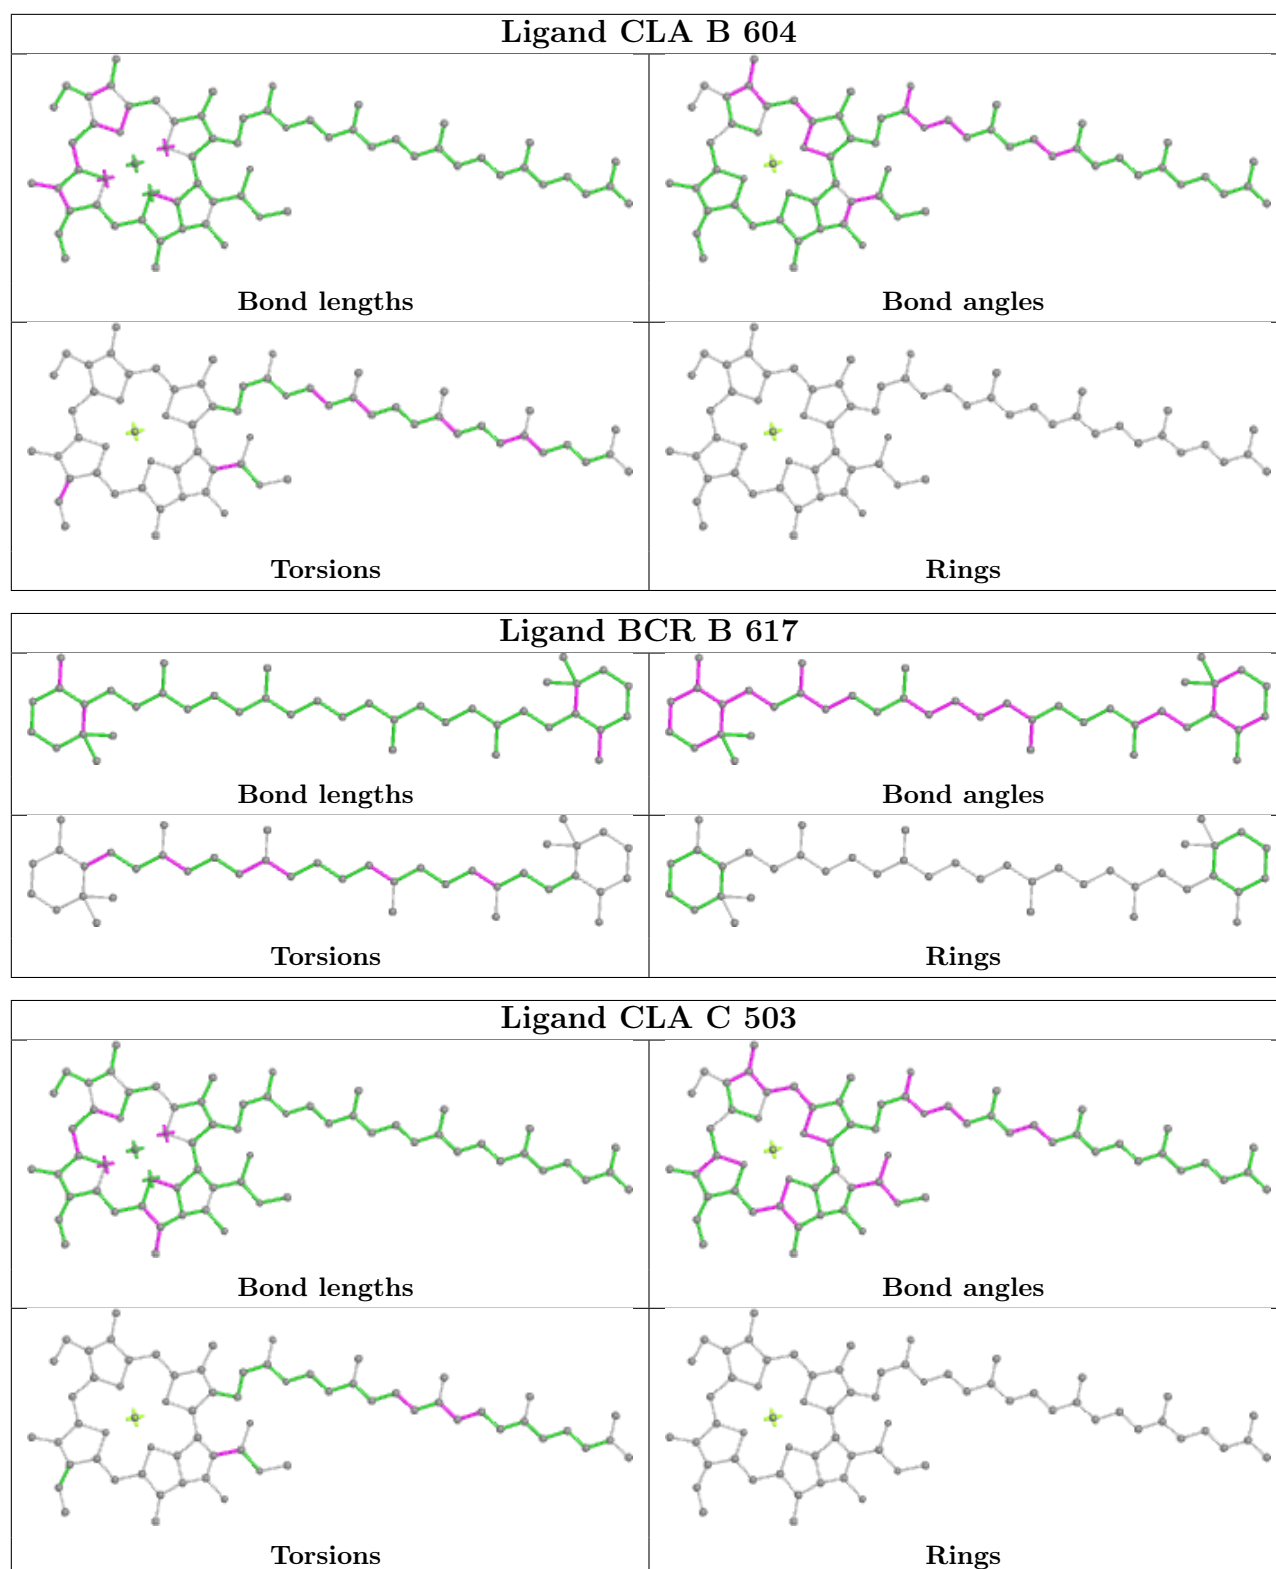 Ligand CLA B 604
Bond lengths
Bond angles
Torsions
Rings
Ligand BCR B 617
Bond lengths
Bond angles
Torsions
Rings
Ligand CLA C 503
Bond lengths
Bond angles
Torsions
Rings